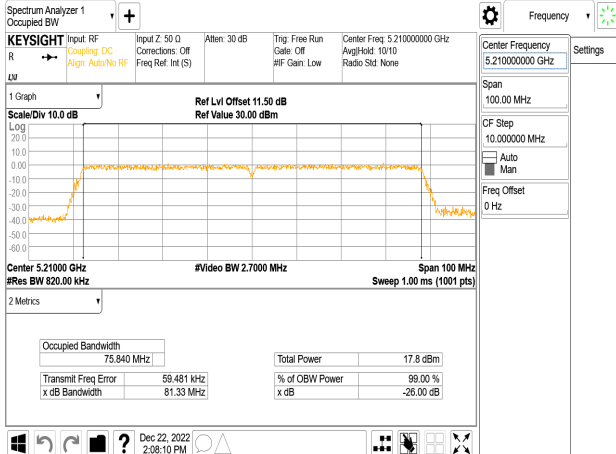 Spectrum Analyzer 1
Occupied BW
KEYSIGHT
R
Input: RF
Coupling: DC
Align: Auto/No RF
Input Z: 50 Ω
Corrections: Off
Freq Ref: Int (S)
Atten: 30 dB
Trig: Free Run
Gate: Off
#IF Gain: Low
Center Freq: 5.210000000 GHz
Avg|Hold: 10/10
Radio Std: None
1 Graph
Scale/Div 10.0 dB
Ref Lvl Offset 11.50 dB
Ref Value 30.00 dBm
Log
20.0
10.0
0.00
-10.0
-20.0
-30.0
-40.0
-50.0
-60.0
Center 5.21000 GHz
#Res BW 820.00 kHz
#Video BW 2.7000 MHz
Span 100 MHz
Sweep 1.00 ms (1001 pts)
2 Metrics
Occupied Bandwidth
75.840 MHz
Total Power 17.8 dBm
Transmit Freq Error 59.481 kHz
% of OBW Power 99.00 %
x dB Bandwidth 81.33 MHz
x dB -26.00 dB
Dec 22, 2022
2:08:10 PM
?
Frequency
Settings
Center Frequency
5.210000000 GHz
Span
100.00 MHz
CF Step
10.000000 MHz
Auto
Man
Freq Offset
0 Hz